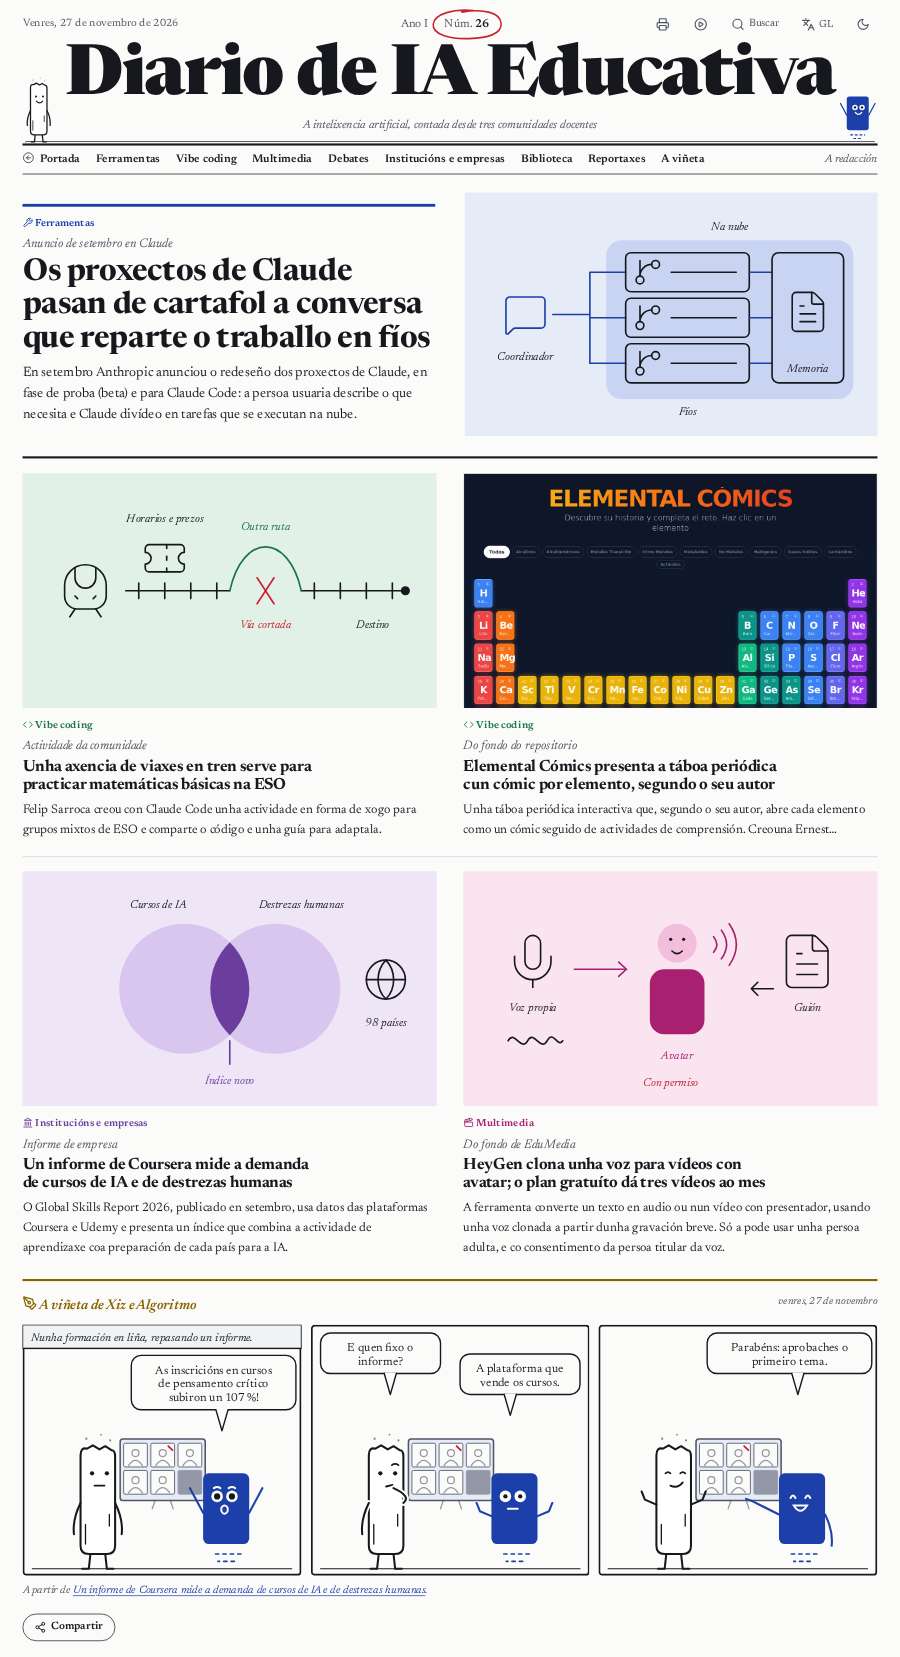 Venres, 27 de novembro de 2026
Ano I Núm. 26
Buscar
GL
Diario de IA Educativa
A intelixencia artificial, contada desde tres comunidades docentes
Portada Ferramentas Vibe coding Multimedia Debates Institucións e empresas Biblioteca Reportaxes A viñeta
A redacción
Ferramentas
Anuncio de setembro en Claude
Os proxectos de Claude
pasan de cartafol a conversa
que reparte o traballo en fíos
En setembro Anthropic anunciou o redeseño dos proxectos de Claude, en
fase de proba (beta) e para Claude Code: a persoa usuaria describe o que
necesita e Claude divídeo en tarefas que se executan na nube.
Na nube
Coordinador
Memoria
Fíos
Horarios e prezos
Outra ruta
Vía cortada
Destino
Vibe coding
Actividade da comunidade
Unha axencia de viaxes en tren serve para
practicar matemáticas básicas na ESO
Felip Sarroca creou con Claude Code unha actividade en forma de xogo para
grupos mixtos de ESO e comparte o código e unha guía para adaptala.
ELEMENTAL CÓMICS
Descubre su historia y completa el reto. Haz clic en un
elemento
Todos
H He
Li Be B C N O F Ne
Na Mg Al Si P S Cl Ar
K Ca Sc Ti V Cr Mn Fe Co Ni Cu Zn Ga Ge As Se Br Kr
Vibe coding
Do fondo do repositorio
Elemental Cómics presenta a táboa periódica
cun cómic por elemento, segundo o seu autor
Unha táboa periódica interactiva que, segundo o seu autor, abre cada elemento
como un cómic seguido de actividades de comprensión. Creouna Ernest...
Cursos de IA
Destrezas humanas
98 países
Índice novo
Institucións e empresas
Informe de empresa
Un informe de Coursera mide a demanda
de cursos de IA e de destrezas humanas
O Global Skills Report 2026, publicado en setembro, usa datos das plataformas
Coursera e Udemy e presenta un índice que combina a actividade de
aprendizaxe coa preparación de cada país para a IA.
Voz propia
Guión
Avatar
Con permiso
Multimedia
Do fondo de EduMedia
HeyGen clona unha voz para vídeos con
avatar; o plan gratuíto dá tres vídeos ao mes
A ferramenta converte un texto en audio ou nun vídeo con presentador, usando
unha voz clonada a partir dunha gravación breve. Só a pode usar unha persoa
adulta, e co consentimento da persoa titular da voz.
A viñeta de Xiz e Algoritmo
venres, 27 de novembro
Nunha formación en liña, repasando un informe.
As inscricións en cursos
de pensamento crítico
subiron un 107 %!
E quen fixo o
informe?
A plataforma que
vende os cursos.
Parabéns: aprobaches o
primeiro tema.
A partir de Un informe de Coursera mide a demanda de cursos de IA e de destrezas humanas.
Compartir